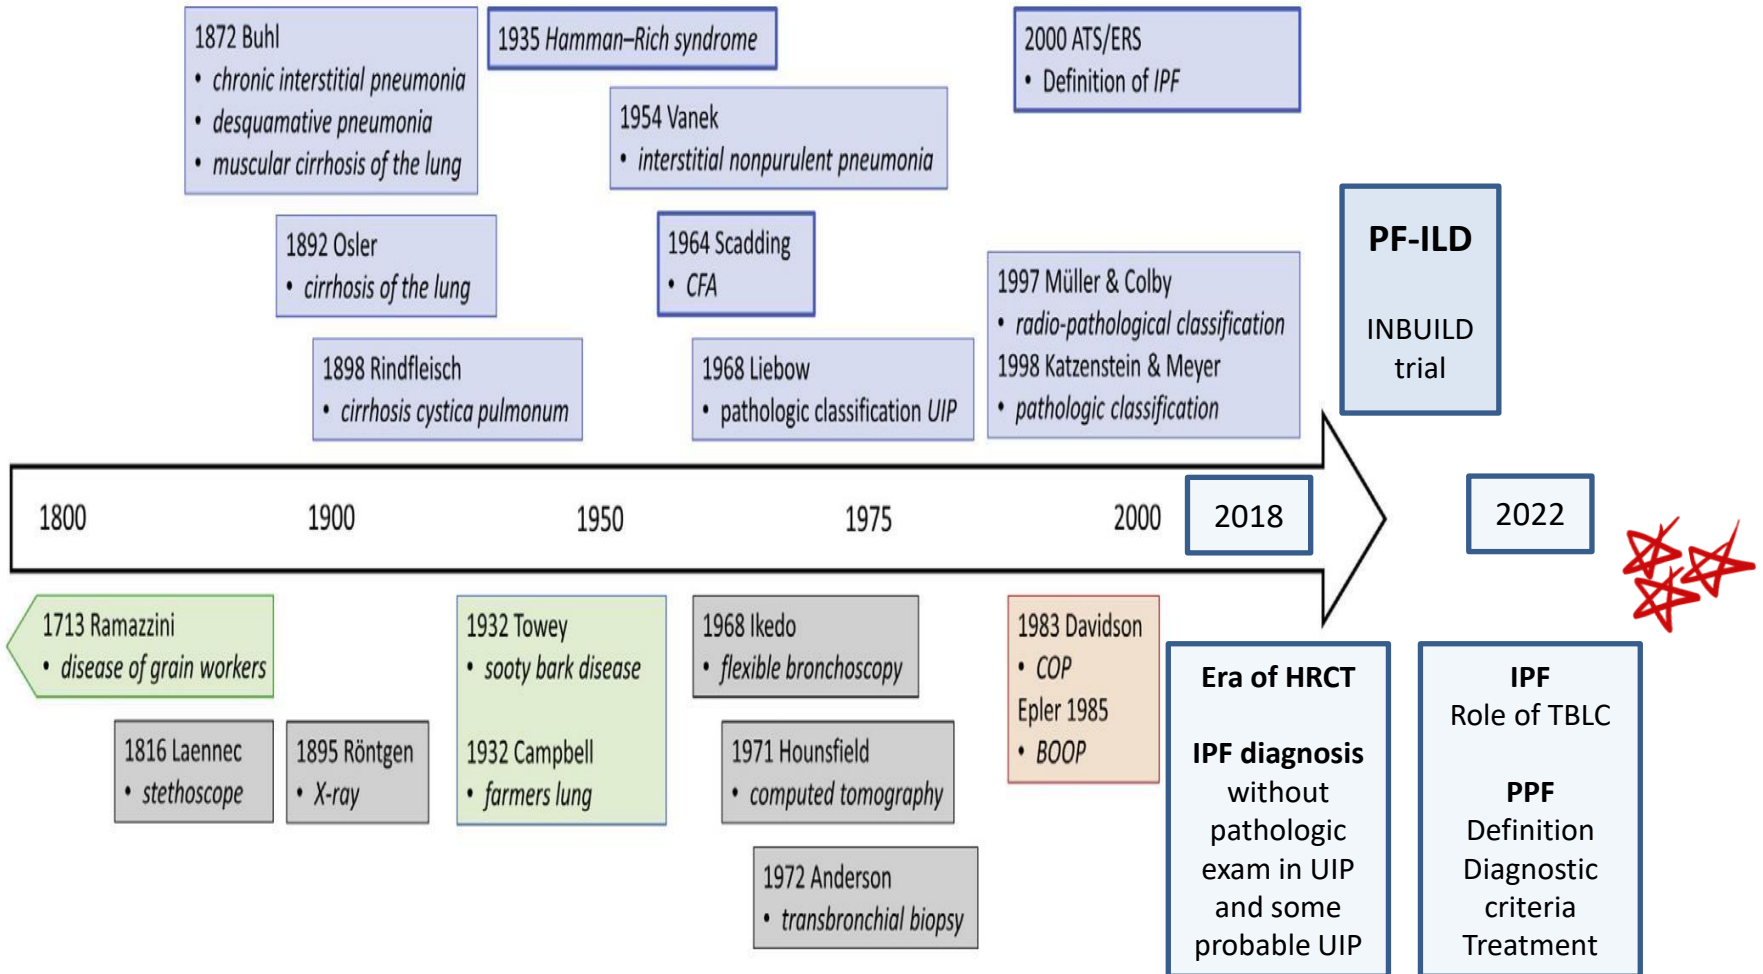 1872 Buhl
• chronic interstitial pneumonia
• desquamative pneumonia
• muscular cirrhosis of the lung
1935 Hamman–Rich syndrome
2000 ATS/ERS
• Definition of IPF
1954 Vanek
• interstitial nonpurulent pneumonia
1892 Osler
• cirrhosis of the lung
1964 Scadding
• CFA
1898 Rindfleisch
• cirrhosis cystica pulmonum
1968 Liebow
• pathologic classification UIP
1997 Müller & Colby
• radio-pathological classification
1998 Katzenstein & Meyer
• pathologic classification
PF-ILD
INBUILD
trial
1800
1900
1950
1975
2000
2018
2022
1713 Ramazzini
• disease of grain workers
1816 Laennec
• stethoscope
1895 Röntgen
• X-ray
1932 Towey
• sooty bark disease
1932 Campbell
• farmers lung
1968 Ikedo
• flexible bronchoscopy
1971 Hounsfield
• computed tomography
1972 Anderson
• transbronchial biopsy
1983 Davidson
• COP
Epler 1985
• BOOP
Era of HRCT
IPF diagnosis
without
pathologic
exam in UIP
and some
probable UIP
IPF
Role of TBLC
PPF
Definition
Diagnostic
criteria
Treatment